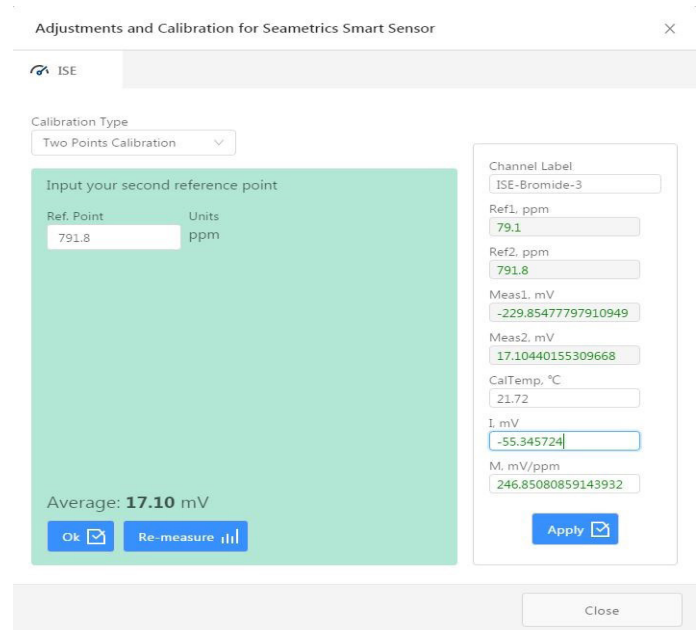 Adjustments and Calibration for Seametrics Smart Sensor
ISE
Calibration Type
Two Points Calibration
Input your second reference point
Ref. Point Units
791.8 ppm
Average: 17.10 mV
Ok Re-measure
Channel Label
ISE-Bromide-3
Ref1, ppm
79.1
Ref2, ppm
791.8
Meas1, mV
-229.85477797910949
Meas2, mV
17.10440155309668
CalTemp, °C
21.72
I, mV
-55.345724
M, mV/ppm
246.85080859143932
Apply
Close